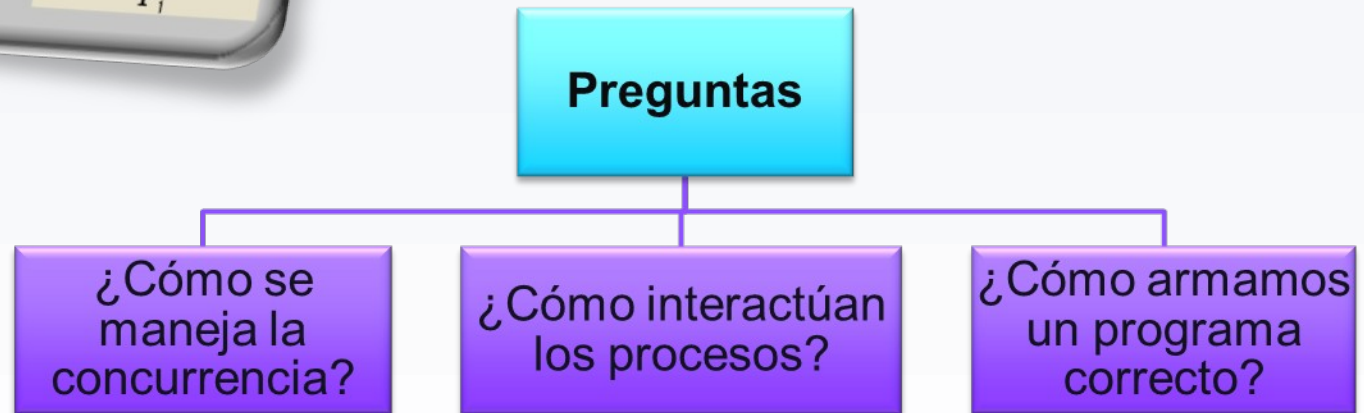 Preguntas
¿Cómo se
maneja la
concurrencia?
¿Cómo interactúan
los procesos?
¿Cómo armamos
un programa
correcto?